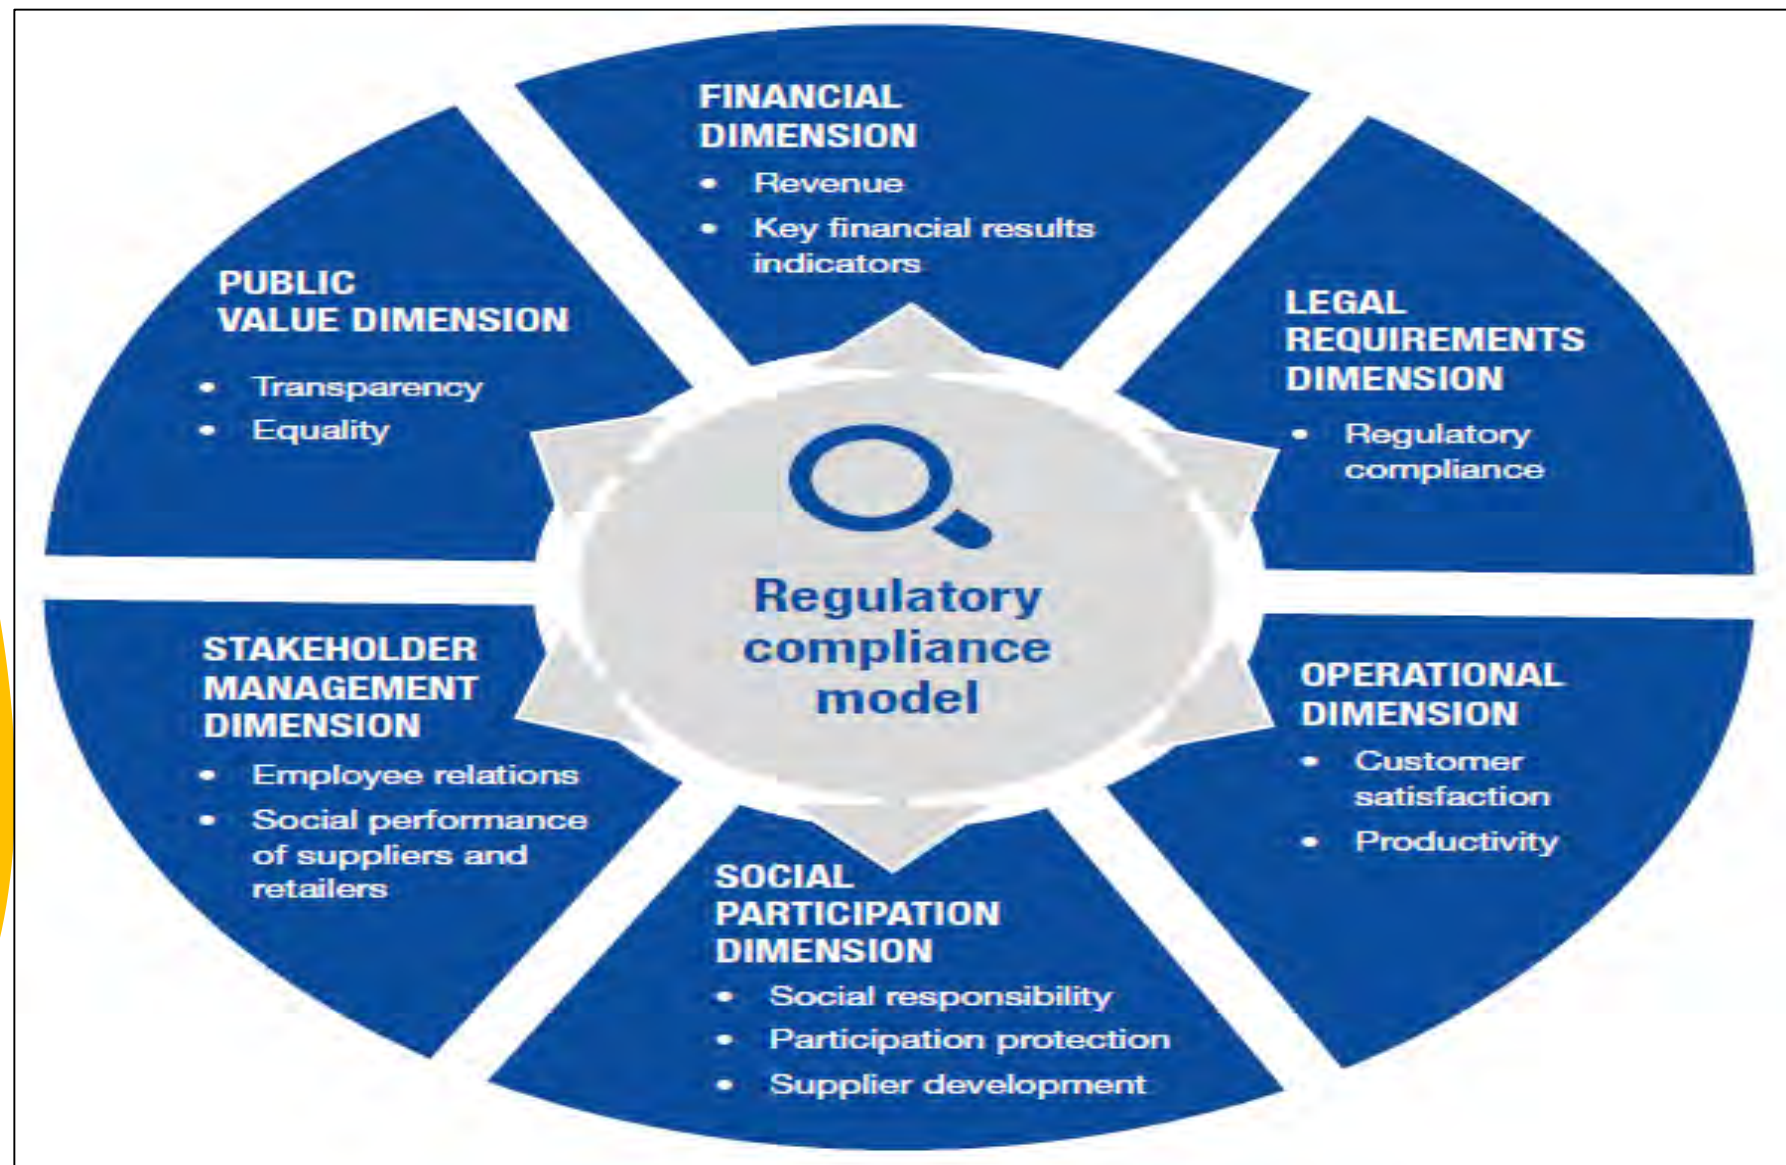 FINANCIAL
DIMENSION
• Revenue
• Key financial results
indicators
LEGAL
REQUIREMENTS
DIMENSION
• Regulatory
compliance
OPERATIONAL
DIMENSION
• Customer
satisfaction
• Productivity
SOCIAL
PARTICIPATION
DIMENSION
• Social responsibility
• Participation protection
• Supplier development
STAKEHOLDER
MANAGEMENT
DIMENSION
• Employee relations
• Social performance
of suppliers and
retailers
PUBLIC
VALUE DIMENSION
• Transparency
• Equality
Regulatory
compliance
model